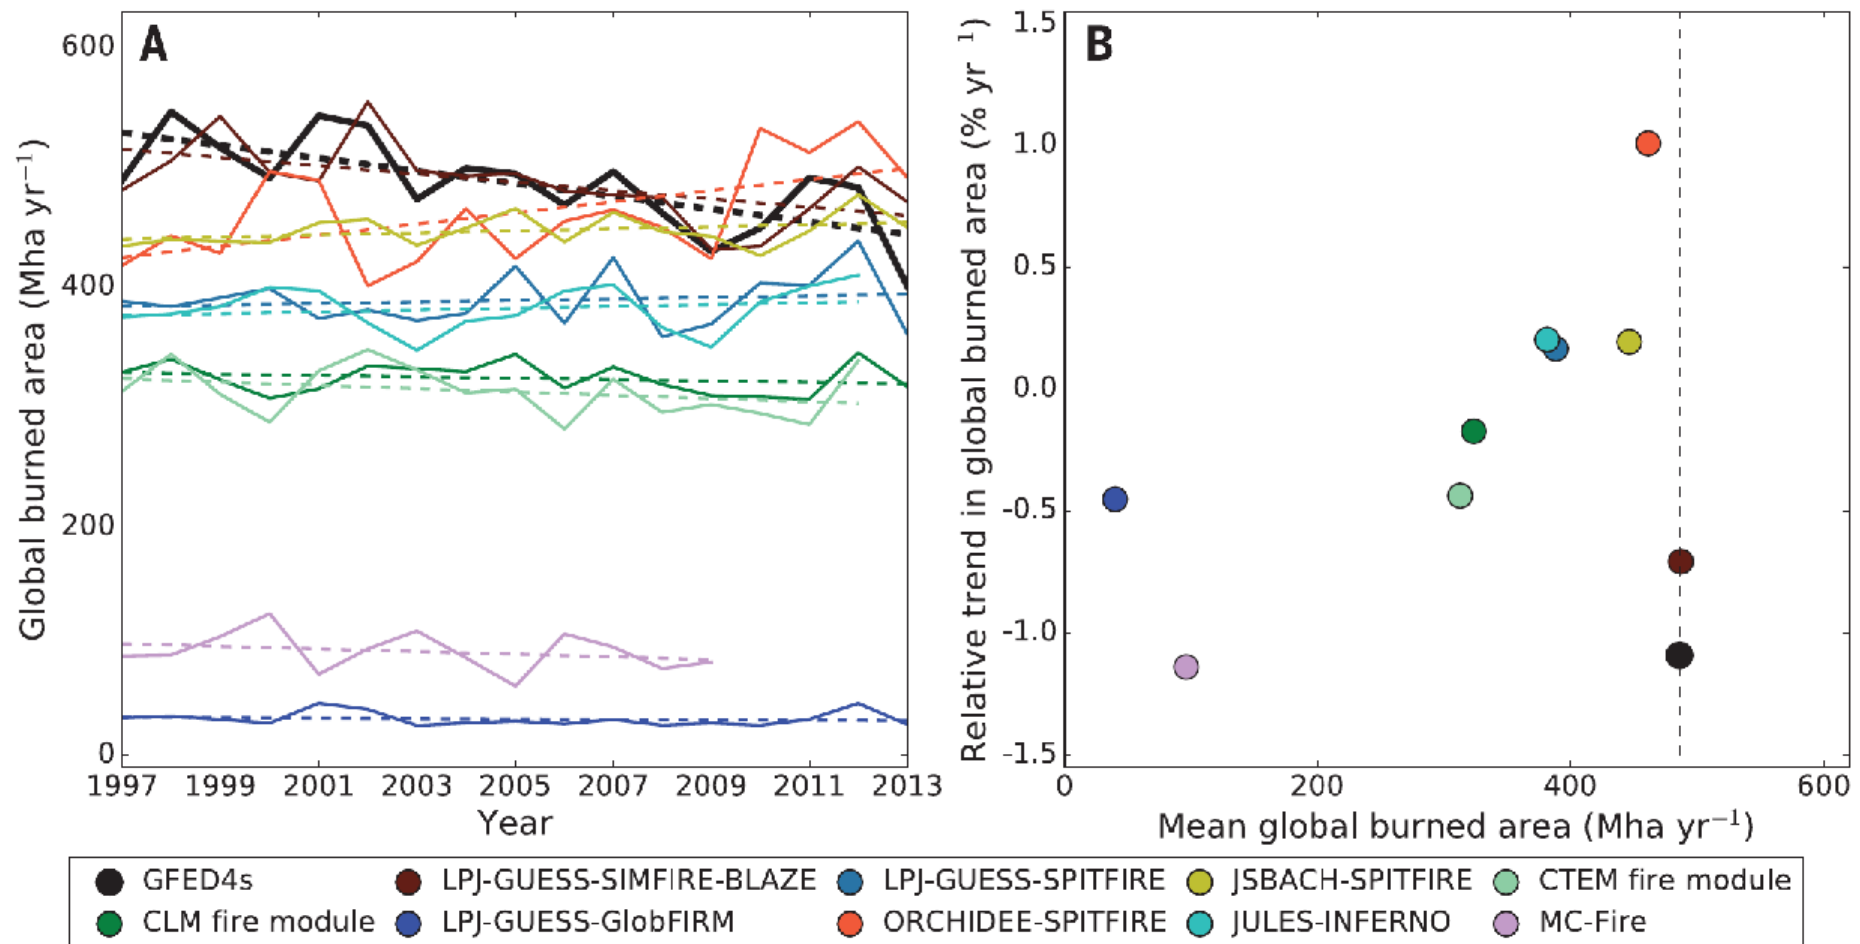 A
600
400
200
0
Global burned area (Mha yr⁻¹)
1997 1999 2001 2003 2005 2007 2009 2011 2013
Year
B
1.5
1.0
0.5
0.0
-0.5
-1.0
-1.5
Relative trend in global burned area (% yr ¹)
0 200 400 600
Mean global burned area (Mha yr⁻¹)
GFED4s LPJ-GUESS-SIMFIRE-BLAZE LPJ-GUESS-SPITFIRE JSBACH-SPITFIRE CTEM fire module
CLM fire module LPJ-GUESS-GlobFIRM ORCHIDEE-SPITFIRE JULES-INFERNO MC-Fire